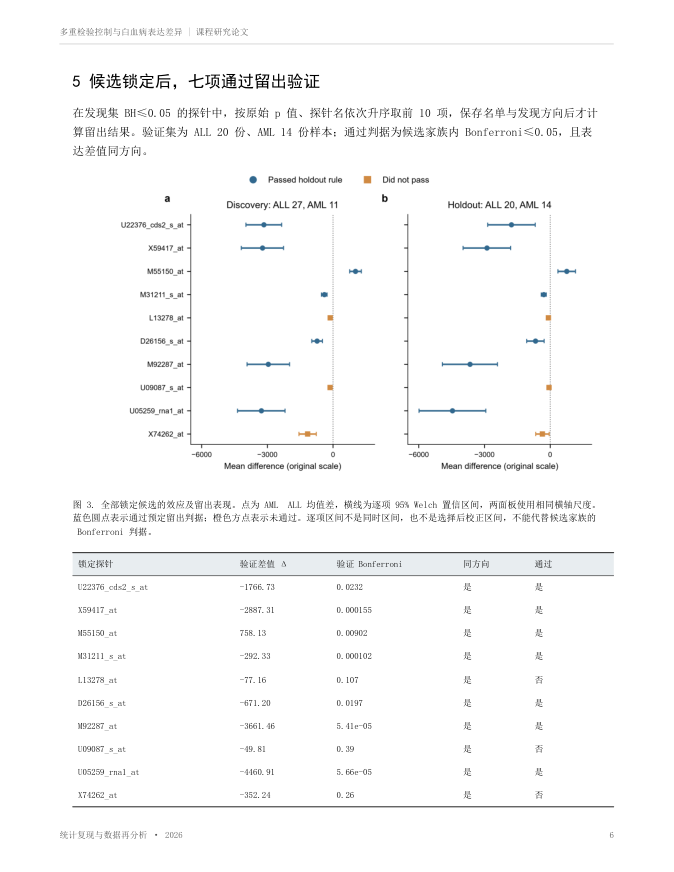 多重检验控制与白血病表达差异 | 课程研究论文
5 候选锁定后，七项通过留出验证
在发现集 BH≤0.05 的探针中，按原始 p 值、探针名依次升序取前 10 项，保存名单与发现方向后才计
算留出结果。验证集为 ALL 20 份、AML 14 份样本；通过判据为候选家族内 Bonferroni≤0.05，且表
达差值同方向。
Passed holdout rule
Did not pass
a
Discovery: ALL 27, AML 11
b
Holdout: ALL 20, AML 14
U22376_cds2_s_at
X59417_at
M55150_at
M31211_s_at
L13278_at
D26156_s_at
M92287_at
U09087_s_at
U05259_rna1_at
X74262_at
−6000 −3000 0
Mean difference (original scale)
−6000 −3000 0
Mean difference (original scale)
图 3. 全部锁定候选的效应及留出表现。点为 AML ALL 均值差，横线为逐项 95% Welch 置信区间，两面板使用相同横轴尺度。
蓝色圆点表示通过预定留出判据；橙色方点表示未通过。逐项区间不是同时区间，也不是选择后校正区间，不能代替候选家族的
Bonferroni 判据。
锁定探针 验证差值 Δ 验证 Bonferroni 同方向 通过
U22376_cds2_s_at -1766.73 0.0232 是 是
X59417_at -2887.31 0.000155 是 是
M55150_at 758.13 0.00902 是 是
M31211_s_at -292.33 0.000102 是 是
L13278_at -77.16 0.107 是 否
D26156_s_at -671.20 0.0197 是 是
M92287_at -3661.46 5.41e-05 是 是
U09087_s_at -49.81 0.39 是 否
U05259_rna1_at -4460.91 5.66e-05 是 是
X74262_at -352.24 0.26 是 否
统计复现与数据再分析 • 2026
6